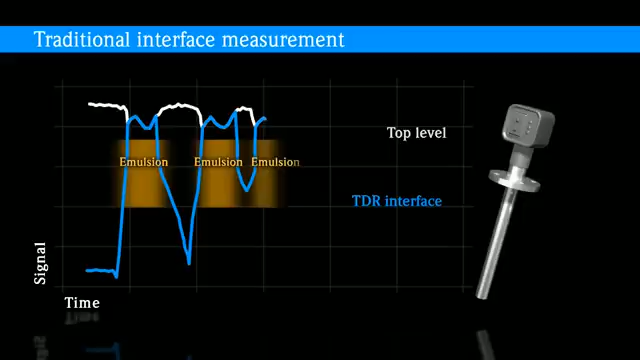 Traditional interface measurement
Top level
Emulsion Emulsion Emulsion
TDR interface
Signal
Time